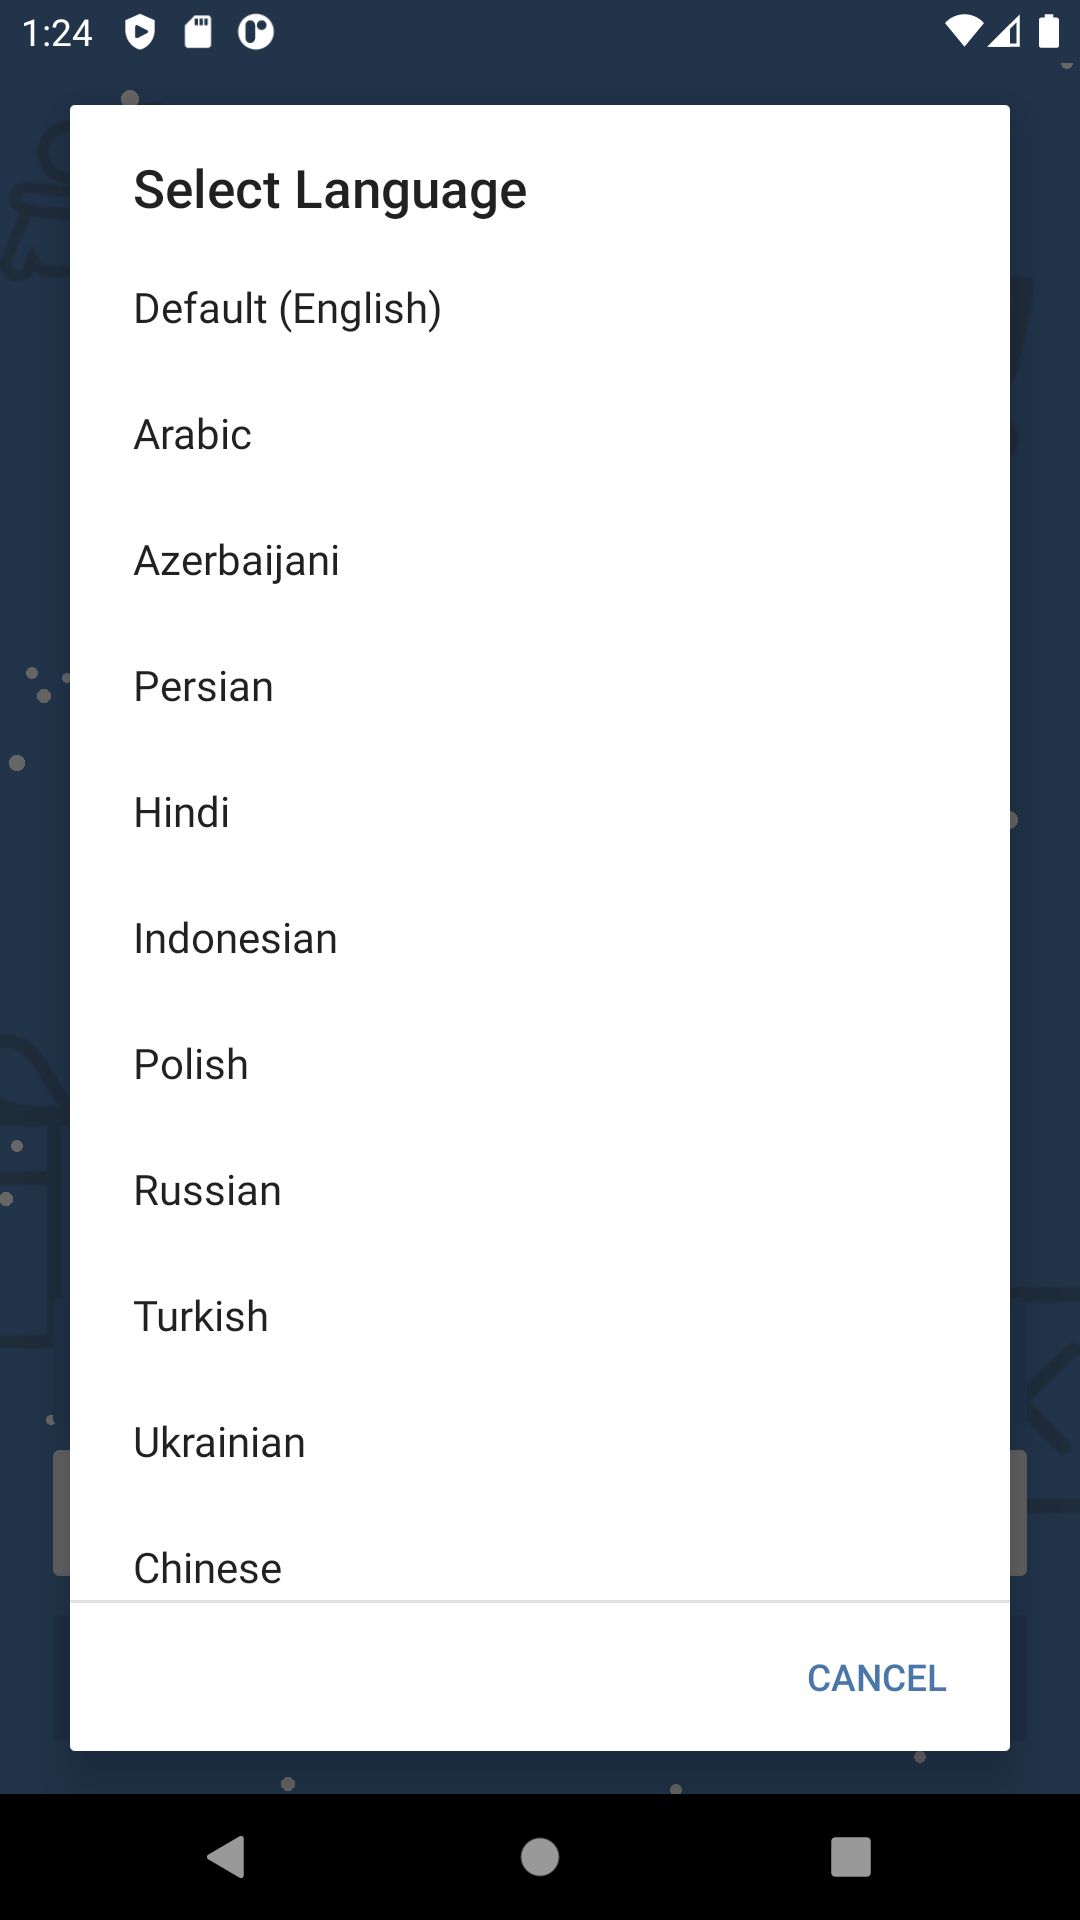 1:24
Select Language
Default (English)
Arabic
Azerbaijani
Persian
Hindi
Indonesian
Polish
Russian
Turkish
Ukrainian
Chinese
CANCEL